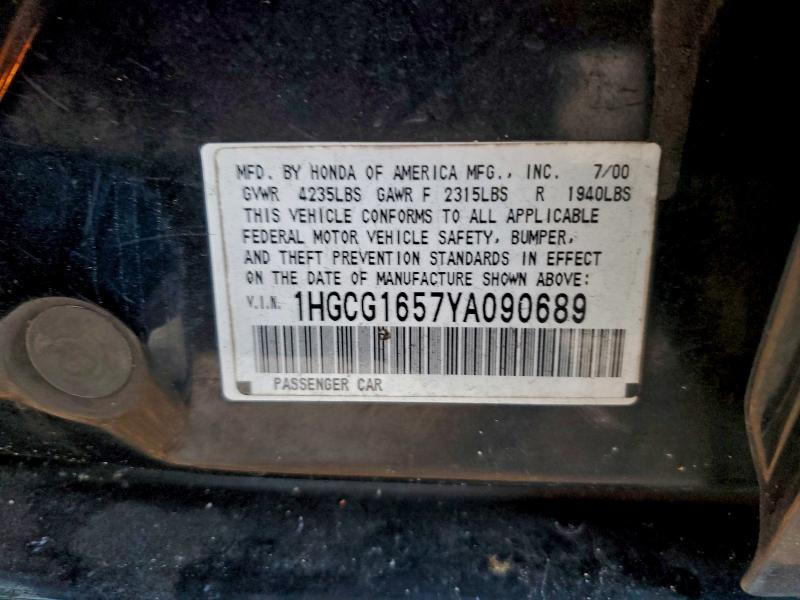 MFD. BY HONDA OF AMERICA MFG., INC. 7/00
GVWR 4235LBS GAWR F 2315LBS R 1940LBS
THIS VEHICLE CONFORMS TO ALL APPLICABLE
FEDERAL MOTOR VEHICLE SAFETY, BUMPER,
AND THEFT PREVENTION STANDARDS IN EFFECT
ON THE DATE OF MANUFACTURE SHOWN ABOVE:
V.I.N. 1HGCG1657YA090689
PASSENGER CAR